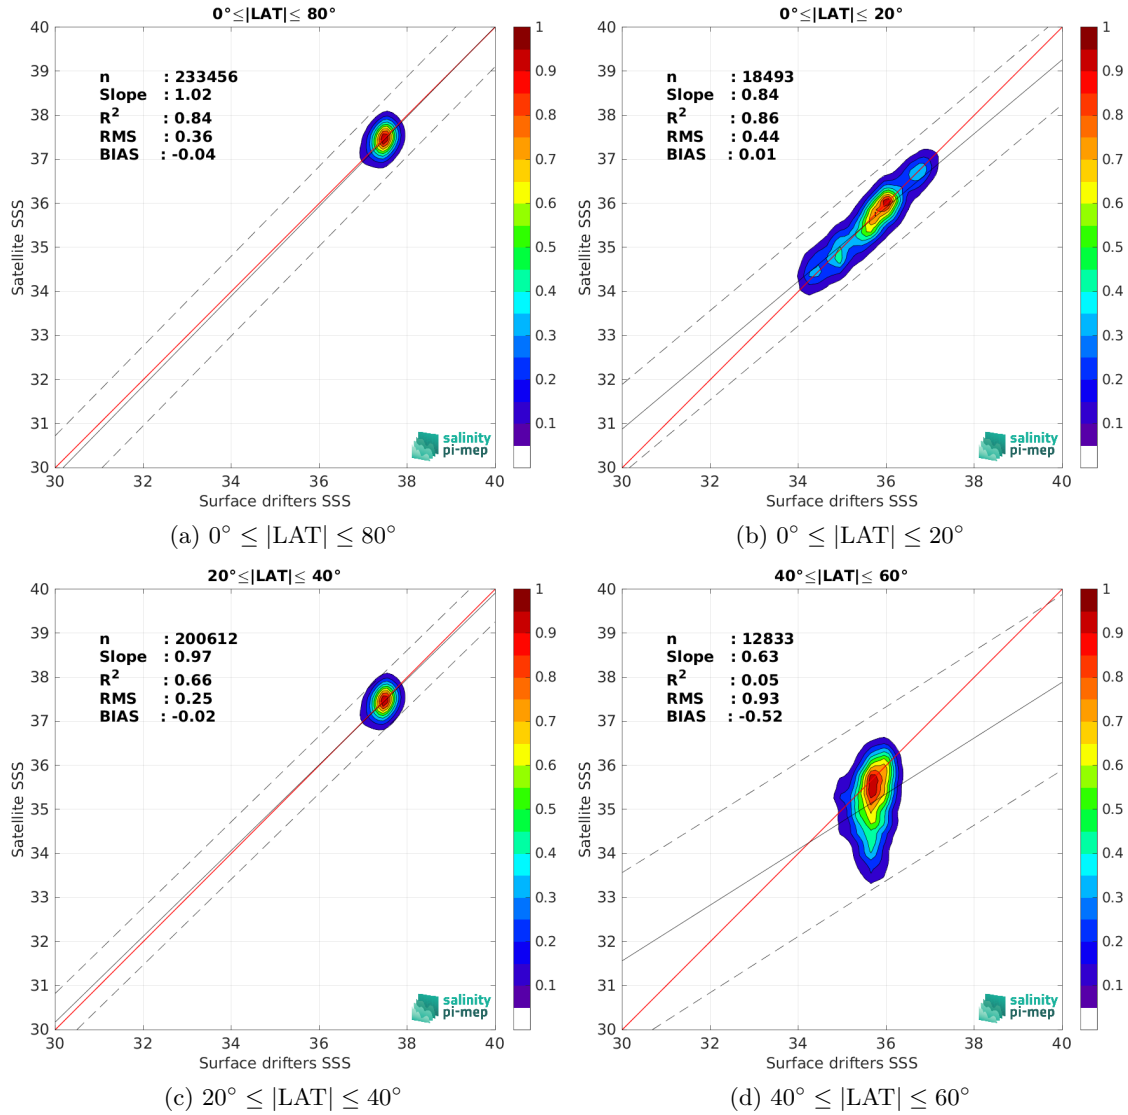 0°≤|LAT|≤ 80°
n : 233456
Slope : 1.02
R² : 0.84
RMS : 0.36
BIAS : -0.04
40
39
38
37
36
35
34
33
32
31
30
Satellite SSS
30 32 34 36 38 40
Surface drifters SSS
salinity
pi-mep
1
0.9
0.8
0.7
0.6
0.5
0.4
0.3
0.2
0.1
(a) 0° ≤ |LAT| ≤ 80°
0°≤|LAT|≤ 20°
n : 18493
Slope : 0.84
R² : 0.86
RMS : 0.44
BIAS : 0.01
40
39
38
37
36
35
34
33
32
31
30
Satellite SSS
30 32 34 36 38 40
Surface drifters SSS
salinity
pi-mep
1
0.9
0.8
0.7
0.6
0.5
0.4
0.3
0.2
0.1
(b) 0° ≤ |LAT| ≤ 20°
20°≤|LAT|≤ 40°
n : 200612
Slope : 0.97
R² : 0.66
RMS : 0.25
BIAS : -0.02
40
39
38
37
36
35
34
33
32
31
30
Satellite SSS
30 32 34 36 38 40
Surface drifters SSS
salinity
pi-mep
1
0.9
0.8
0.7
0.6
0.5
0.4
0.3
0.2
0.1
(c) 20° ≤ |LAT| ≤ 40°
40°≤|LAT|≤ 60°
n : 12833
Slope : 0.63
R² : 0.05
RMS : 0.93
BIAS : -0.52
40
39
38
37
36
35
34
33
32
31
30
Satellite SSS
30 32 34 36 38 40
Surface drifters SSS
salinity
pi-mep
1
0.9
0.8
0.7
0.6
0.5
0.4
0.3
0.2
0.1
(d) 40° ≤ |LAT| ≤ 60°